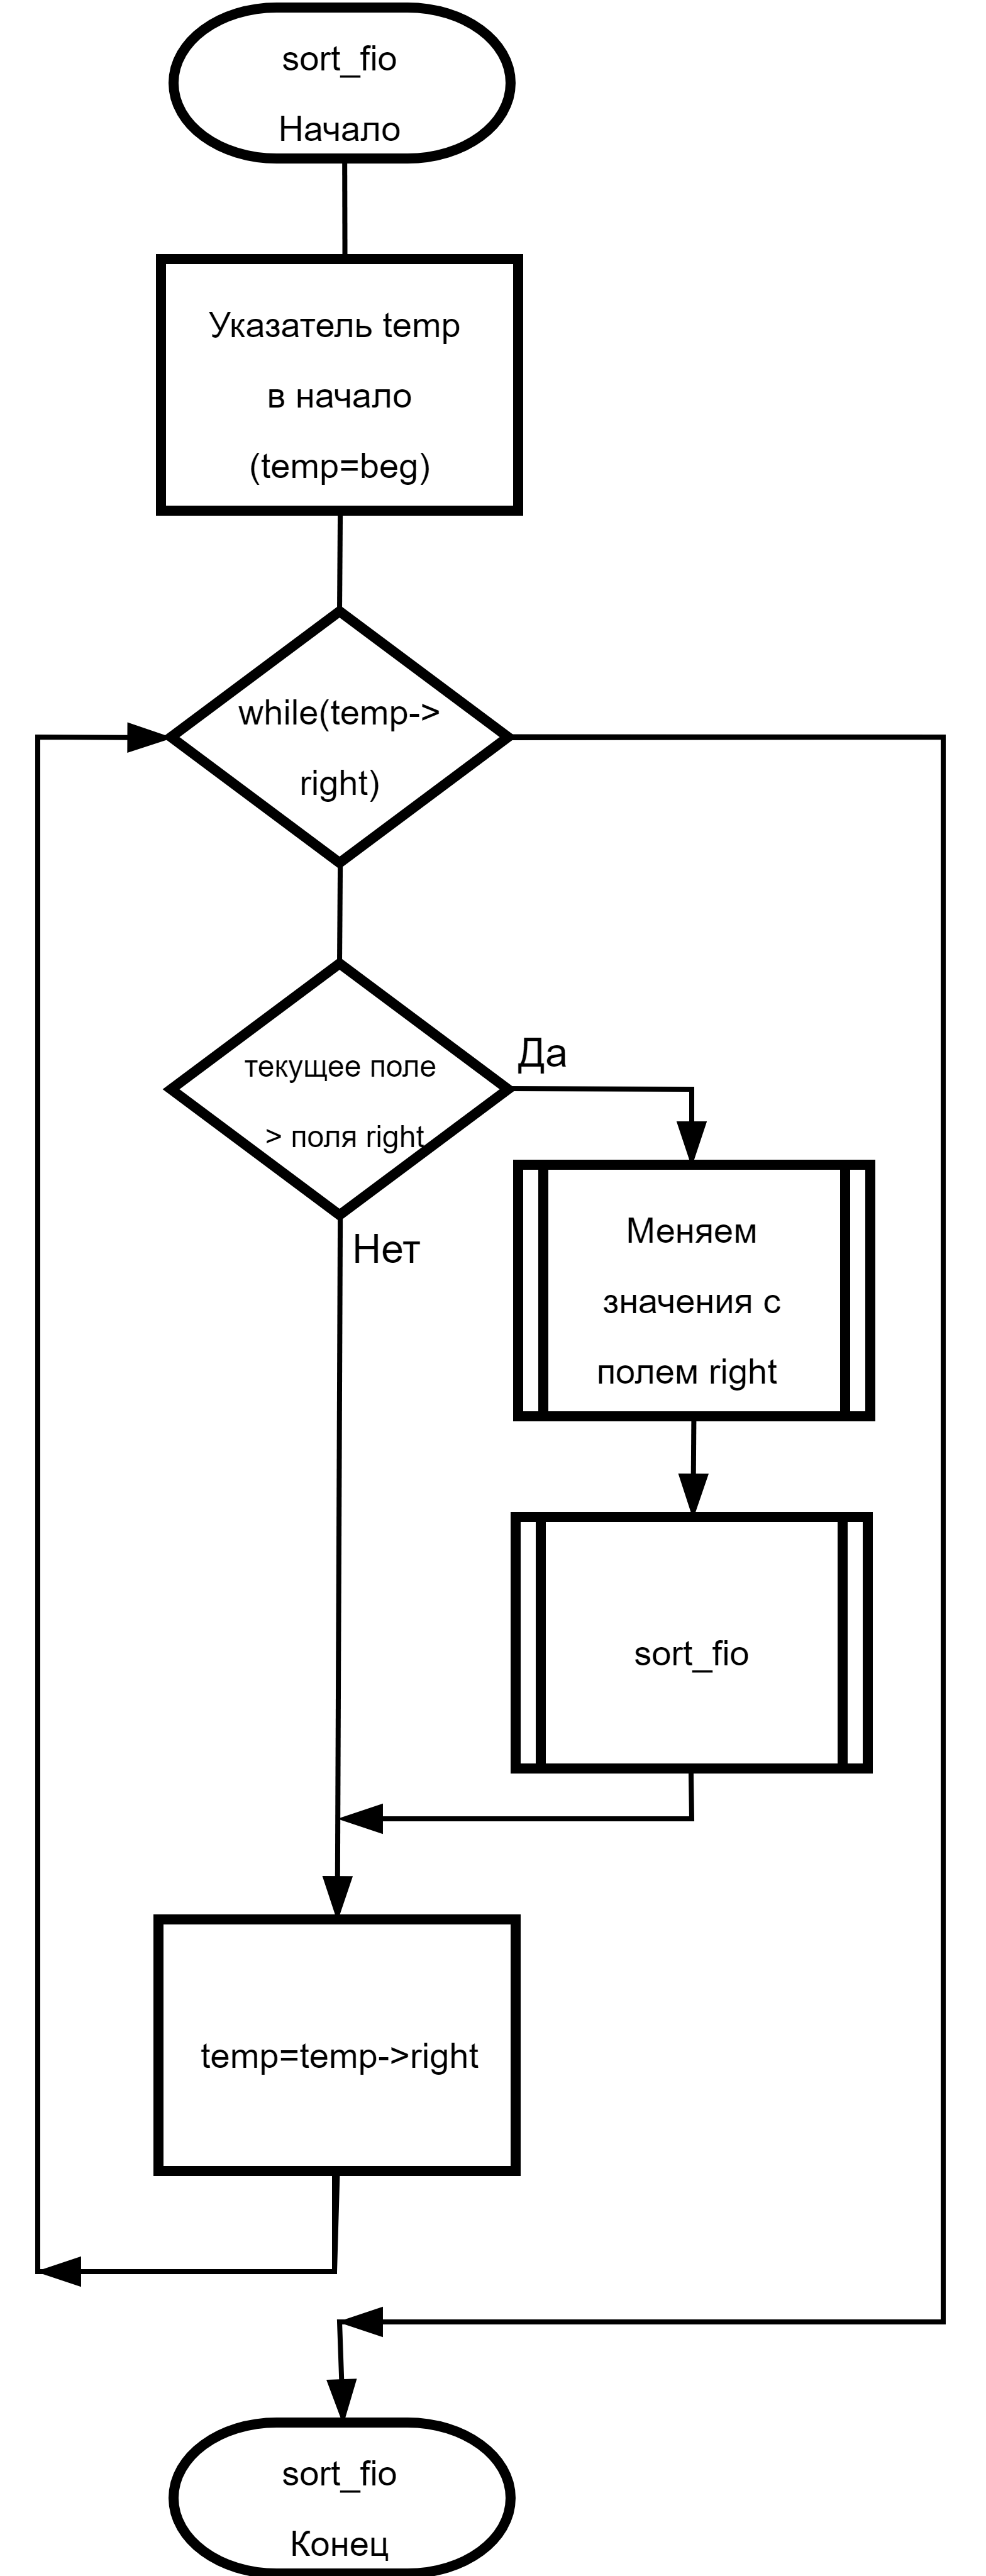 sort_fio
Начало
Указатель temp
в начало
(temp=beg)
while(temp->
right)
текущее поле
> поля right
Да
Нет
Меняем
значения с
полем right
sort_fio
temp=temp->right
sort_fio
Конец